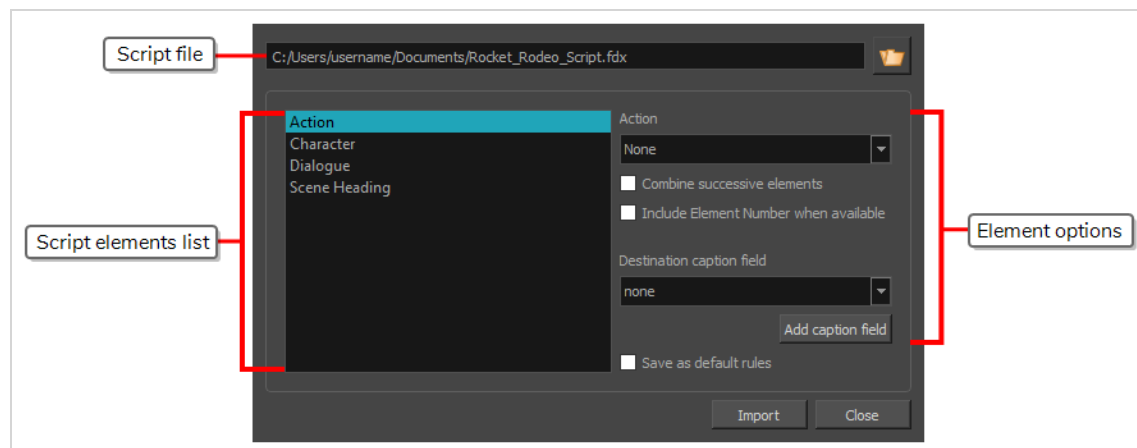 Script file
C:/Users/username/Documents/Rocket_Rodeo_Script.fdx
Script elements list
Action
Character
Dialogue
Scene Heading
Action
None
Combine successive elements
Include Element Number when available
Destination caption field
none
Add caption field
Save as default rules
Element options
Import
Close